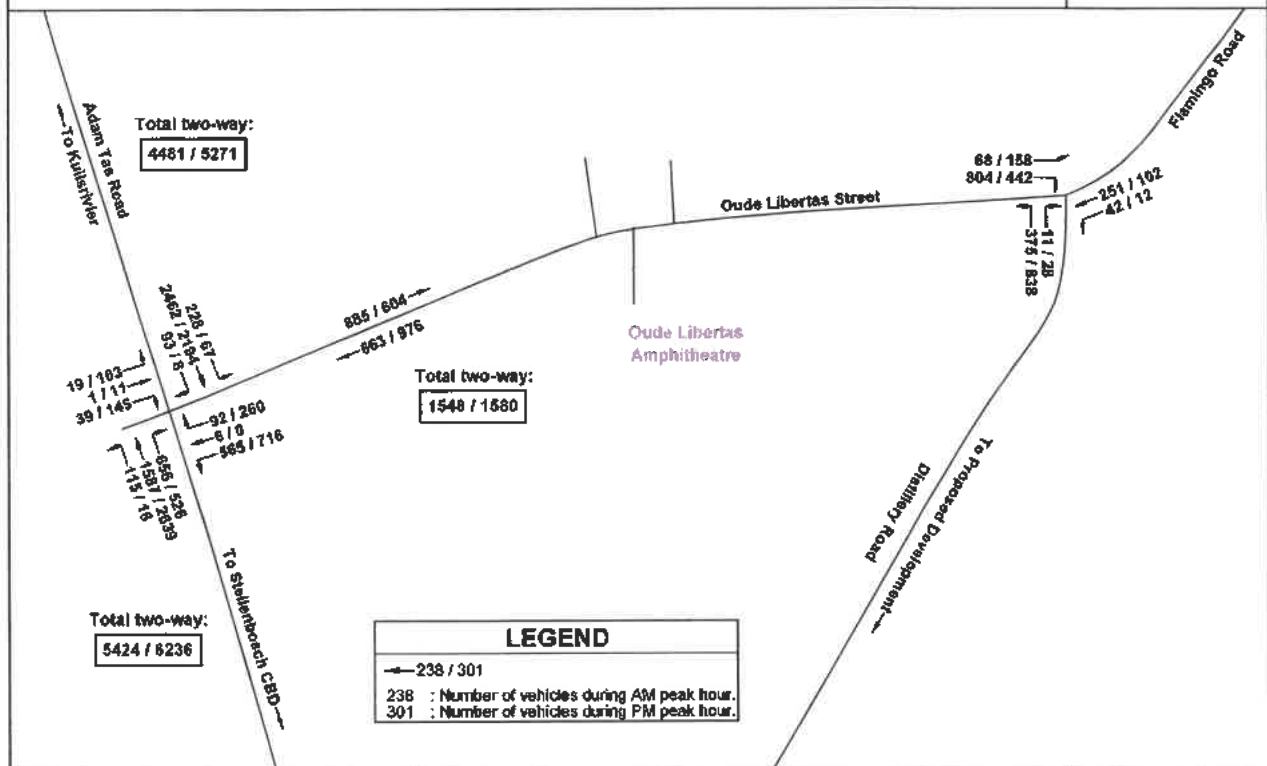 Adam Tas Road
To Kuilsrivier
Total two-way:
4481 / 5271
Flamingo Road
68 / 158
804 / 442
Oude Libertas Street
251 / 102
42 / 12
11 / 28
375 / 838
885 / 604
663 / 976
Oude Libertas
Amphitheatre
228 / 67
2462 / 2194
93 / 8
19 / 103
1 / 11
39 / 145
Total two-way:
1548 / 1580
92 / 260
6 / 0
565 / 716
656 / 526
1587 / 2639
115 / 16
To Proposed Development
Distillery Road
To Stellenbosch CBD
Total two-way:
5424 / 6236
LEGEND
238 / 301
238 : Number of vehicles during AM peak hour.
301 : Number of vehicles during PM peak hour.